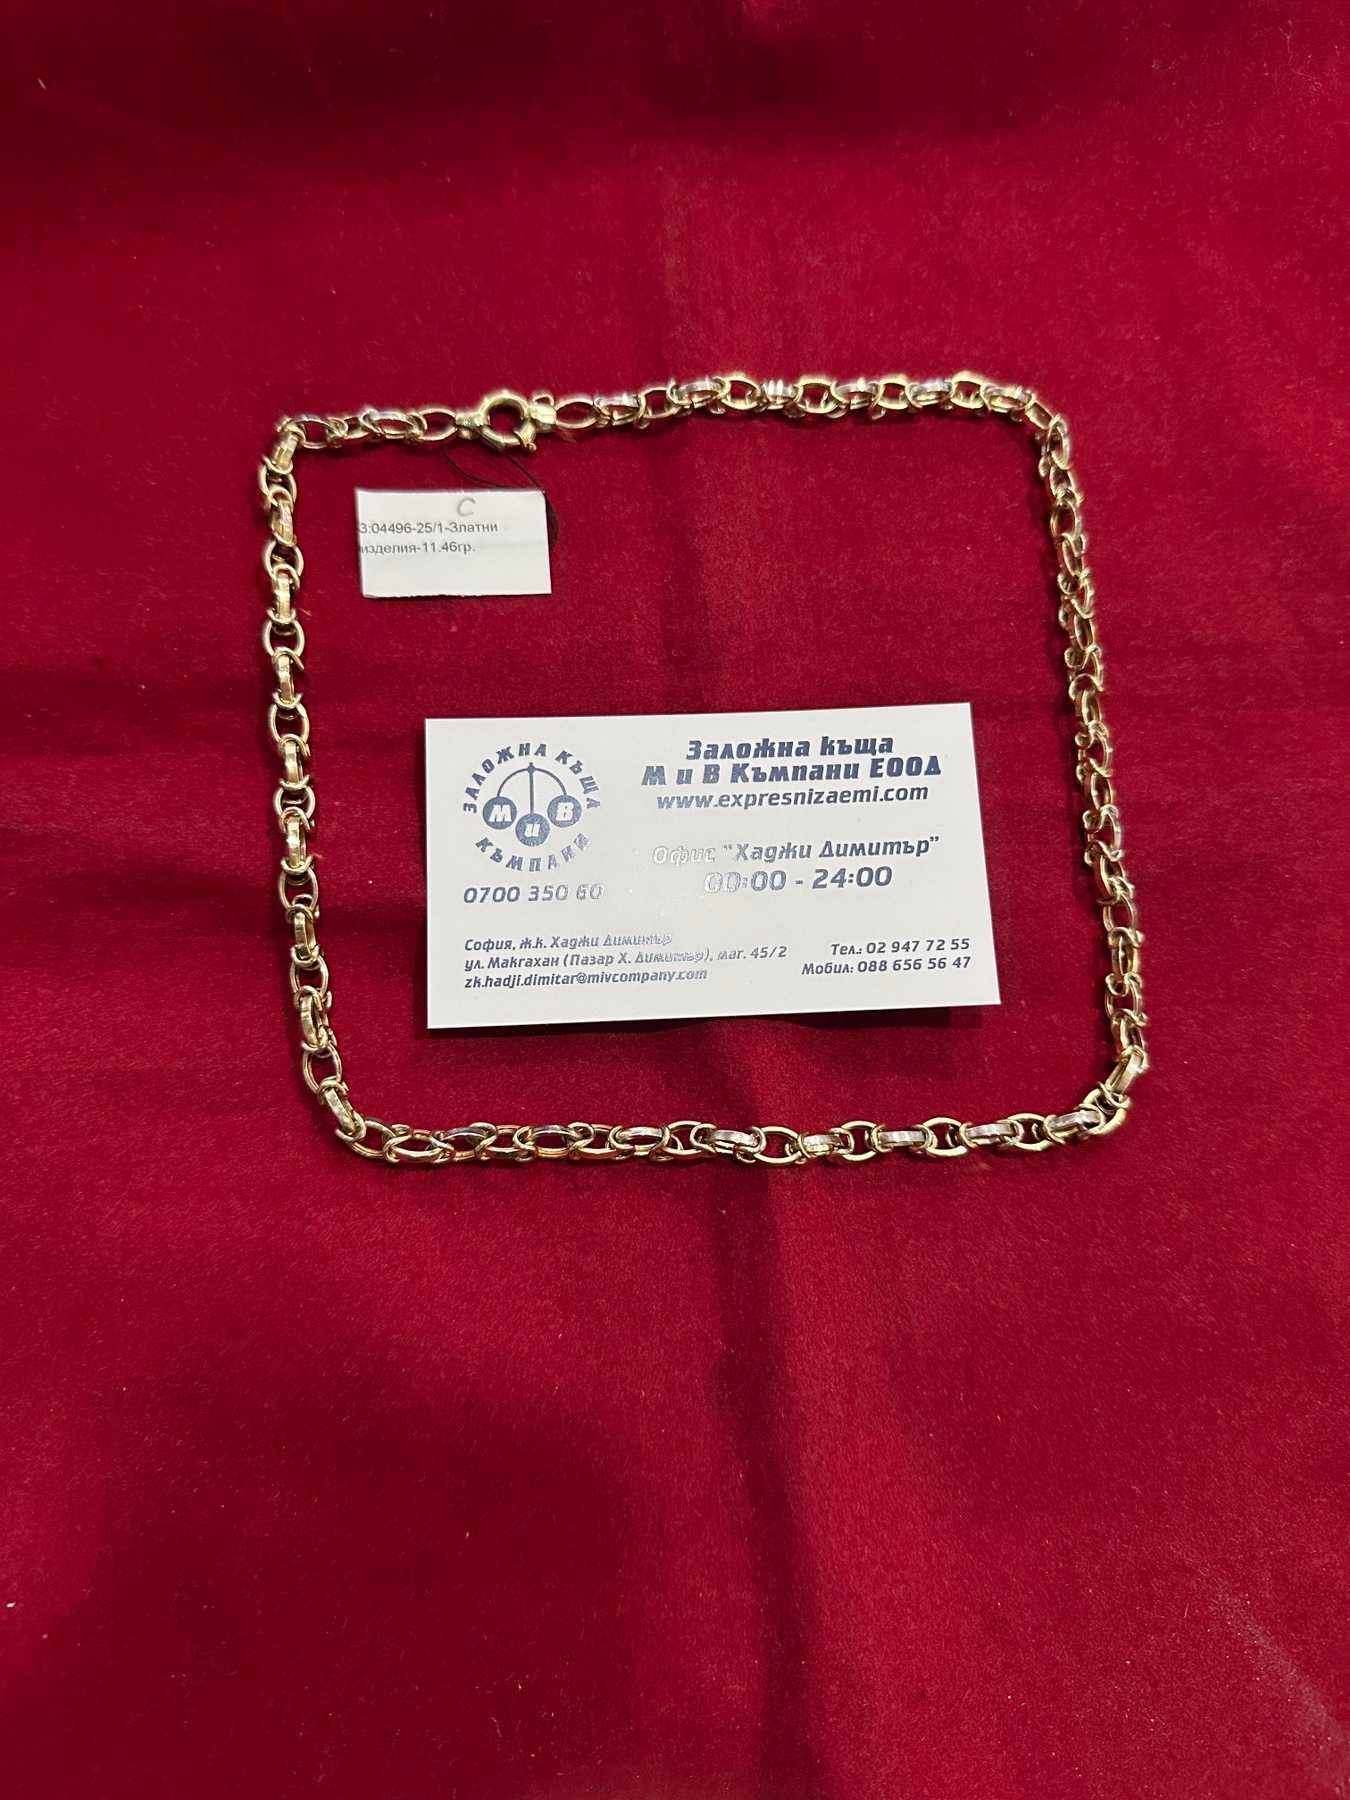 С
З:04496-25/1-Златни
изделия-11.46гр.
ЗАЛОЖНА КЪЩА
М и В
КЪМПАНИ
0700 350 60
Заложна къща
М и В Къмпани ЕООД
www.expresnizaemi.com
Офис "Хаджи Димитър"
00:00 - 24:00
София, ж.к. Хаджи Димитър
ул. Макгахан (Пазар Х. Димитър), маг. 45/2
zk.hadji.dimitar@mivcompany.com
Тел.: 02 947 72 55
Мобил: 088 656 56 47